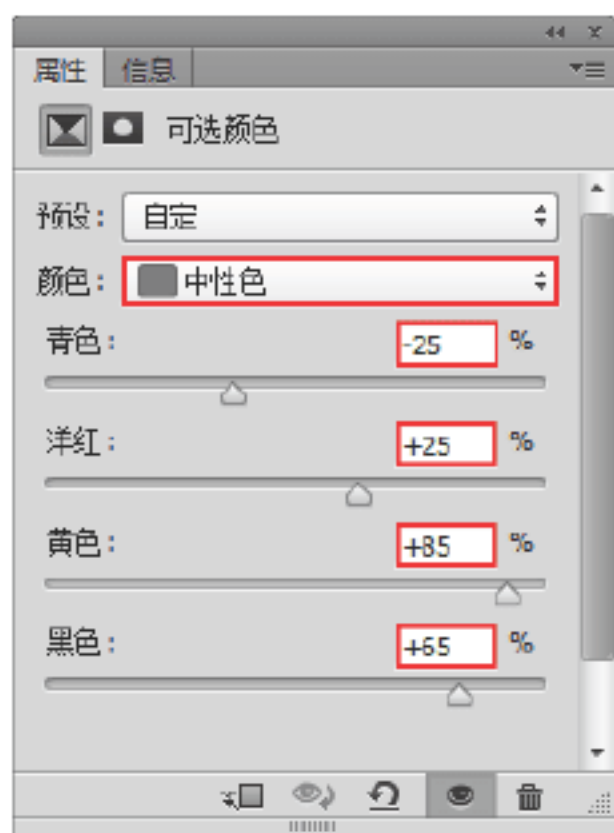 属性 信息
可选颜色
预设： 自定
颜色： 中性色
青色： -25 %
洋红： +25 %
黄色： +85 %
黑色： +65 %